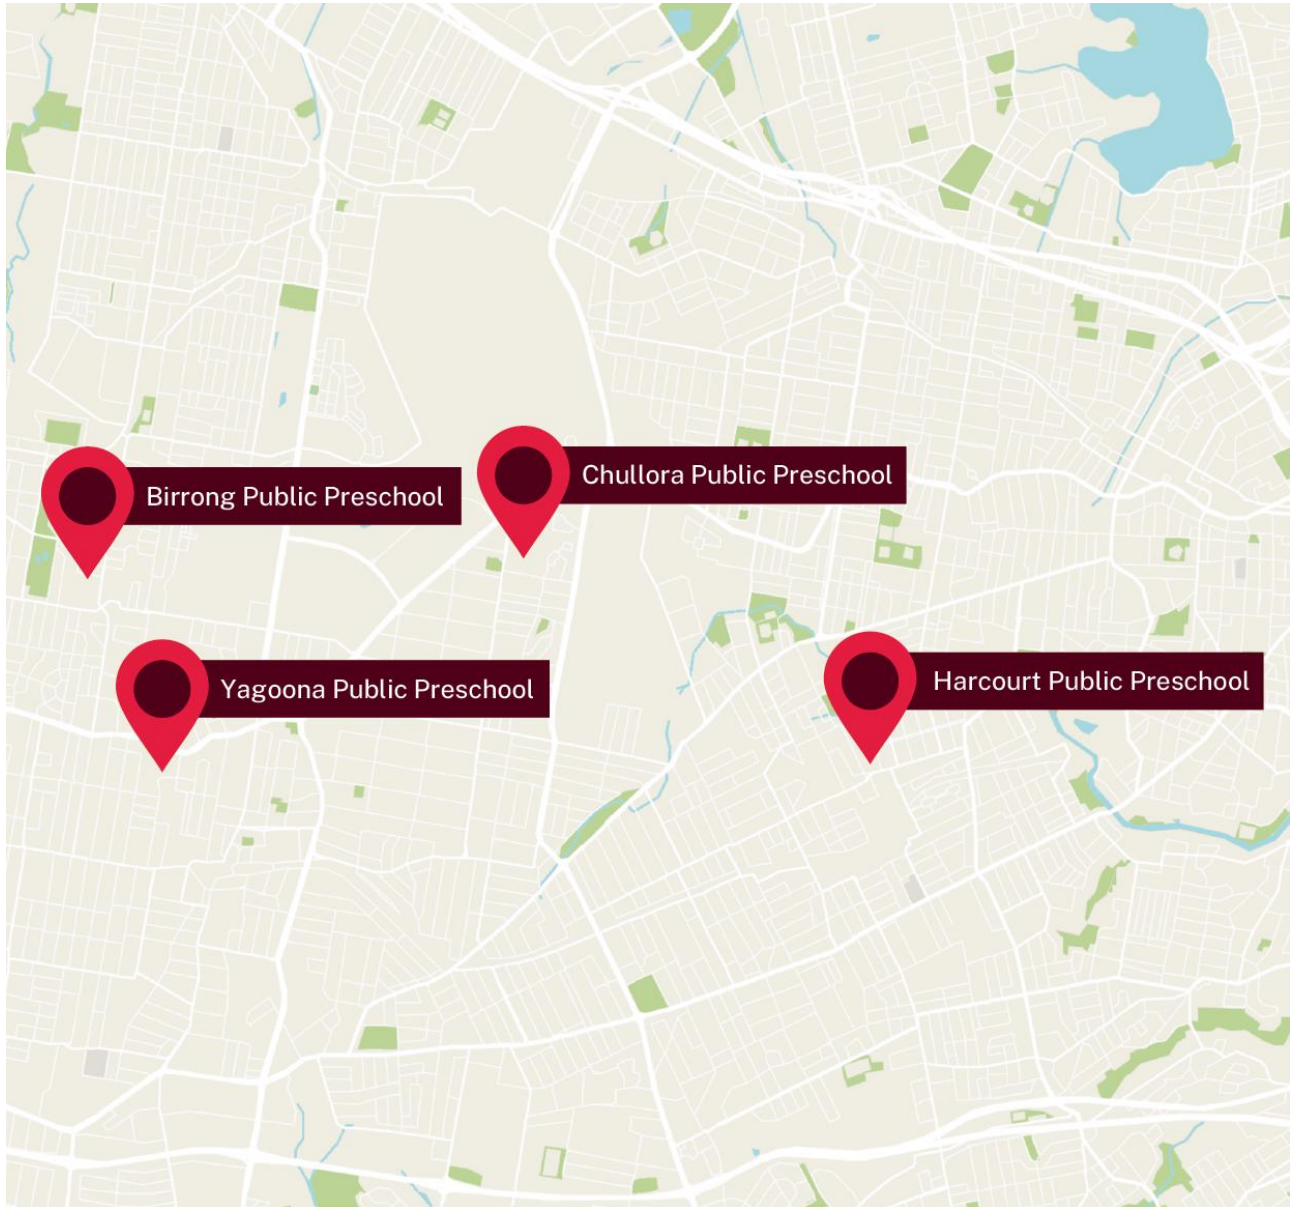 Chullora Public Preschool
Birrong Public Preschool
Harcourt Public Preschool
Yagoona Public Preschool